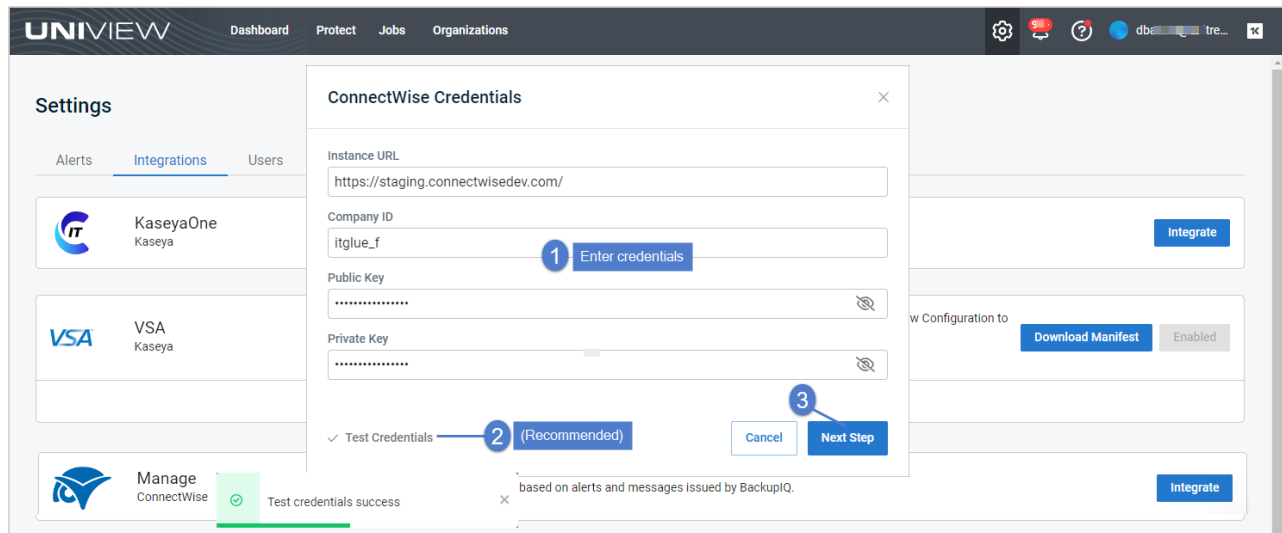 UNIVIEW Dashboard Protect Jobs Organizations
Settings
Alerts Integrations Users
KaseyaOne
Kaseya
Integrate
VSA
VSA
Kaseya
w Configuration to
Download Manifest Enabled
Manage
ConnectWise
based on alerts and messages issued by BackupIQ.
Integrate
ConnectWise Credentials
Instance URL
https://staging.connectwisedev.com/
Company ID
itglue_f
1 Enter credentials
Public Key
••••••••••••••••
Private Key
••••••••••••••••
3
Test Credentials 2 (Recommended) Cancel Next Step
Test credentials success